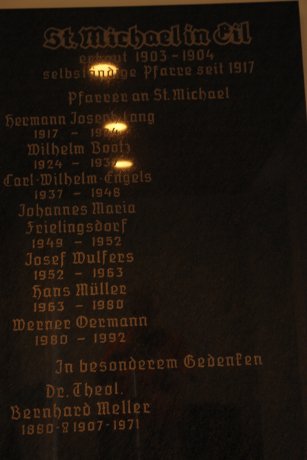 St. Michael in Eil
erbaut 1903-1904
selbständige Pfarre seit 1917
Pfarrer an St. Michael
Hermann Joseph Lang
1917 - 1924
Wilhelm Bootz
1924 -
Carl-Wilhelm-Engels
1937 - 1948
Johannes Maria
Frielingsdorf
1949 - 1952
Josef Wulfers
1952 - 1963
Hans Müller
1963 - 1980
Werner Oermann
1980 - 1992
In besonderem Gedenken
Dr. Theol.
Bernhard Meller
1880-1907-1971